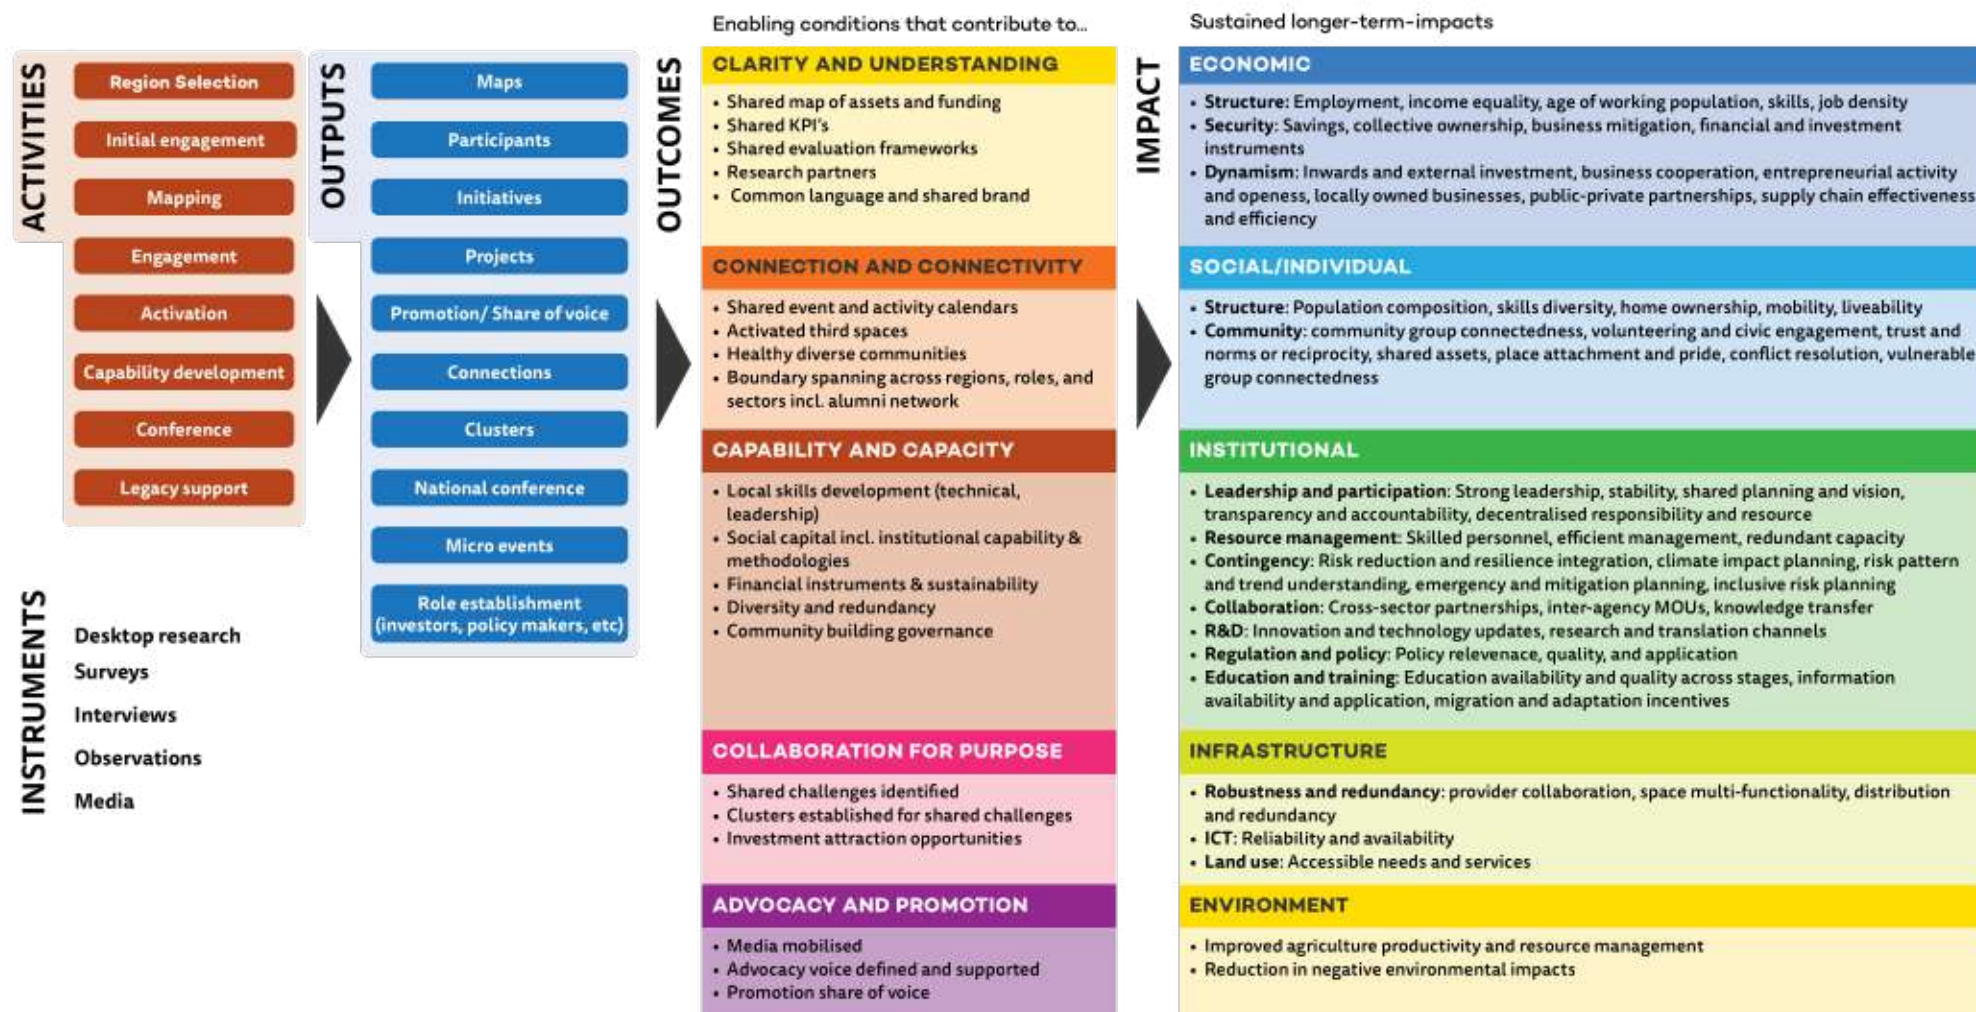 ACTIVITIES
Region Selection
Initial engagement
Mapping
Engagement
Activation
Capability development
Conference
Legacy support
INSTRUMENTS
Desktop research
Surveys
Interviews
Observations
Media
OUTPUTS
Maps
Participants
Initiatives
Projects
Promotion/ Share of voice
Connections
Clusters
National conference
Micro events
Role establishment
(investors, policy makers, etc)
OUTCOMES
Enabling conditions that contribute to...
CLARITY AND UNDERSTANDING
• Shared map of assets and funding
• Shared KPI's
• Shared evaluation frameworks
• Research partners
• Common language and shared brand
CONNECTION AND CONNECTIVITY
• Shared event and activity calendars
• Activated third spaces
• Healthy diverse communities
• Boundary spanning across regions, roles, and
sectors incl. alumni network
CAPABILITY AND CAPACITY
• Local skills development (technical,
leadership)
• Social capital incl. institutional capability &
methodologies
• Financial instruments & sustainability
• Diversity and redundancy
• Community building governance
COLLABORATION FOR PURPOSE
• Shared challenges identified
• Clusters established for shared challenges
• Investment attraction opportunities
ADVOCACY AND PROMOTION
• Media mobilised
• Advocacy voice defined and supported
• Promotion share of voice
IMPACT
Sustained longer-term-impacts
ECONOMIC
• Structure: Employment, income equality, age of working population, skills, job density
• Security: Savings, collective ownership, business mitigation, financial and investment
instruments
• Dynamism: Inwards and external investment, business cooperation, entrepreneurial activity
and openess, locally owned businesses, public-private partnerships, supply chain effectiveness
and efficiency
SOCIAL/INDIVIDUAL
• Structure: Population composition, skills diversity, home ownership, mobility, liveability
• Community: community group connectedness, volunteering and civic engagement, trust and
norms or reciprocity, shared assets, place attachment and pride, conflict resolution, vulnerable
group connectedness
INSTITUTIONAL
• Leadership and participation: Strong leadership, stability, shared planning and vision,
transparency and accountability, decentralised responsibility and resource
• Resource management: Skilled personnel, efficient management, redundant capacity
• Contingency: Risk reduction and resilience integration, climate impact planning, risk pattern
and trend understanding, emergency and mitigation planning, inclusive risk planning
• Collaboration: Cross-sector partnerships, inter-agency MOUs, knowledge transfer
• R&D: Innovation and technology updates, research and translation channels
• Regulation and policy: Policy relevenace, quality, and application
• Education and training: Education availability and quality across stages, information
availability and application, migration and adaptation incentives
INFRASTRUCTURE
• Robustness and redundancy: provider collaboration, space multi-functionality, distribution
and redundancy
• ICT: Reliability and availability
• Land use: Accessible needs and services
ENVIRONMENT
• Improved agriculture productivity and resource management
• Reduction in negative environmental impacts